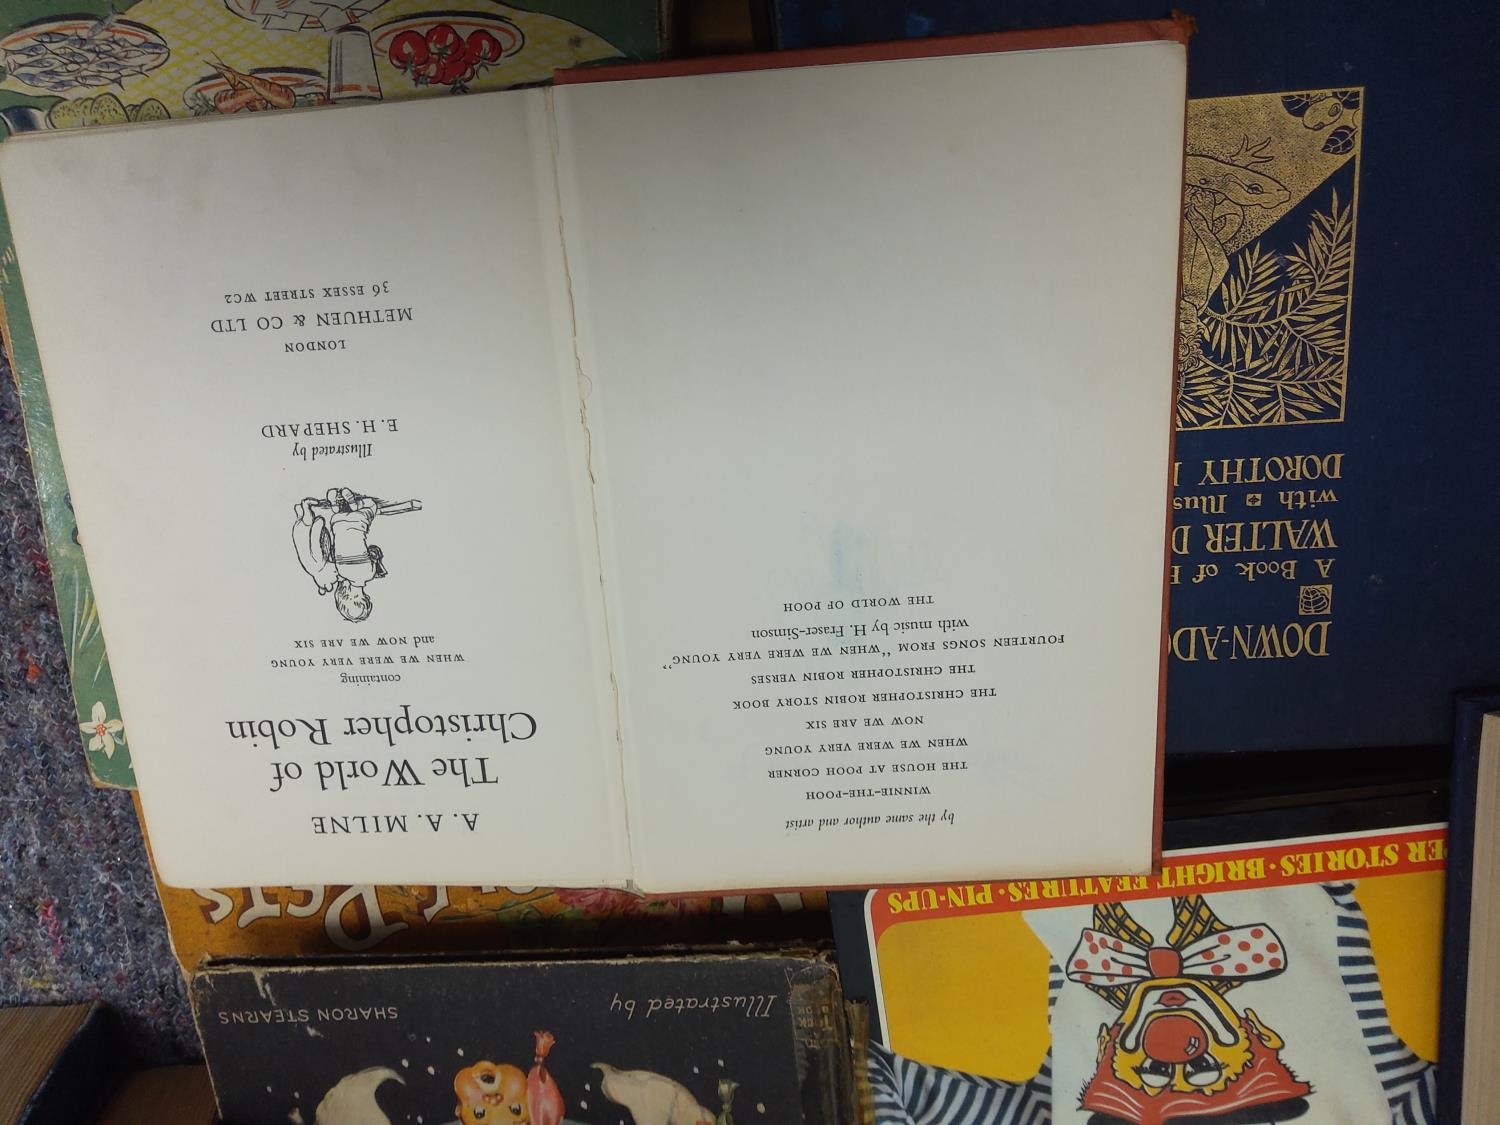 by the same author and artist
WINNIE-THE-POOH
THE HOUSE AT POOH CORNER
WHEN WE WERE VERY YOUNG
NOW WE ARE SIX
THE CHRISTOPHER ROBIN STORY BOOK
THE CHRISTOPHER ROBIN VERSES
FOURTEEN SONGS FROM "WHEN WE WERE VERY YOUNG"
with music by H. Fraser-Simson
THE WORLD OF POOH
A. A. MILNE
The World of
Christopher Robin
containing
WHEN WE WERE VERY YOUNG
and NOW WE ARE SIX
Illustrated by
E. H. SHEPARD
LONDON
METHUEN & CO LTD
36 ESSEX STREET WC2
DOWN-AD
A Book of
WALTER D
with Illus
DOROTHY
PER STORIES·BRIGHT FEATURES·PIN-UPS
PETS
Illustrated by
SHARON STEARNS